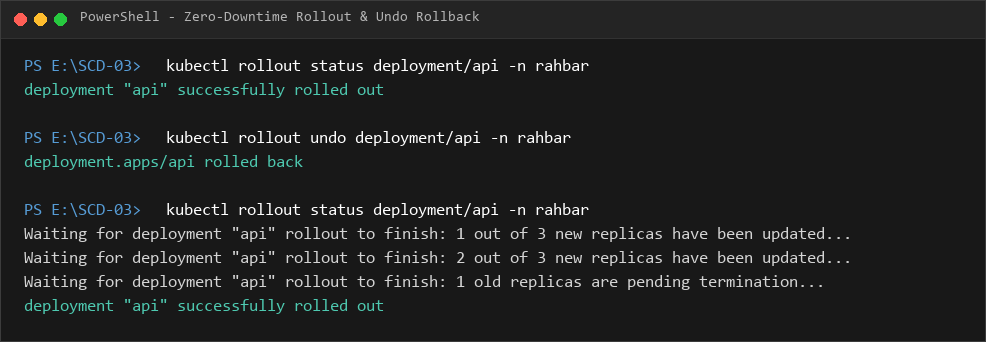 PowerShell - Zero-Downtime Rollout & Undo Rollback
PS E:\SCD-03> kubectl rollout status deployment/api -n rahbar
deployment "api" successfully rolled out
PS E:\SCD-03> kubectl rollout undo deployment/api -n rahbar
deployment.apps/api rolled back
PS E:\SCD-03> kubectl rollout status deployment/api -n rahbar
Waiting for deployment "api" rollout to finish: 1 out of 3 new replicas have been updated...
Waiting for deployment "api" rollout to finish: 2 out of 3 new replicas have been updated...
Waiting for deployment "api" rollout to finish: 1 old replicas are pending termination...
deployment "api" successfully rolled out